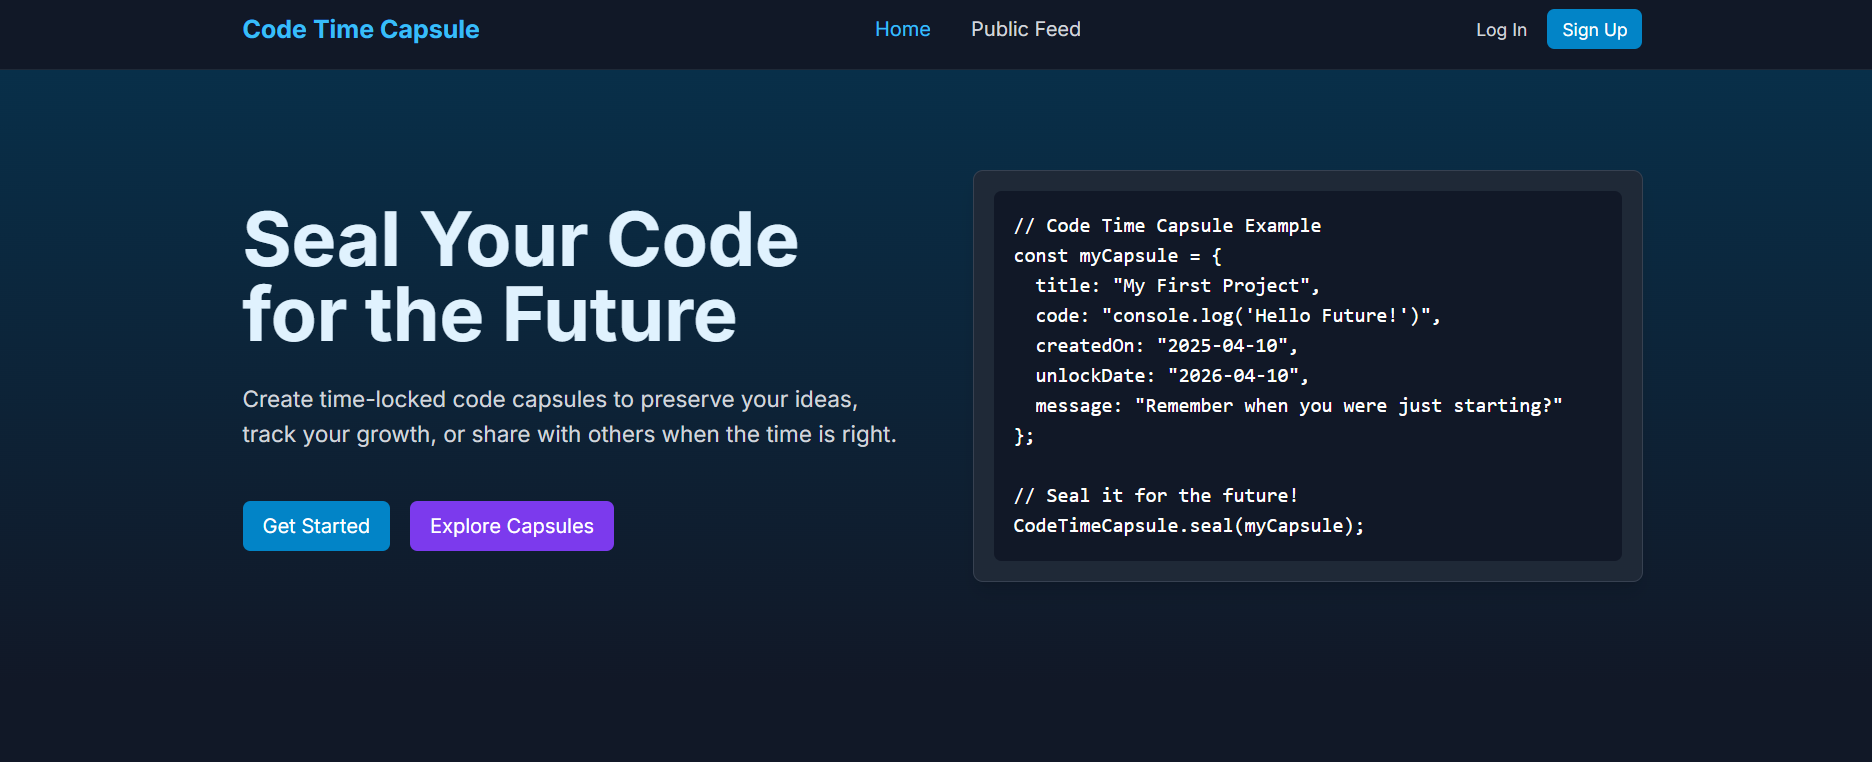 Code Time Capsule
Home
Public Feed
Log In
Sign Up
Seal Your Code
for the Future
Create time-locked code capsules to preserve your ideas,
track your growth, or share with others when the time is right.
Get Started
Explore Capsules
// Code Time Capsule Example
const myCapsule = {
  title: "My First Project",
  code: "console.log('Hello Future!')",
  createdOn: "2025-04-10",
  unlockDate: "2026-04-10",
  message: "Remember when you were just starting?"
};

// Seal it for the future!
CodeTimeCapsule.seal(myCapsule);